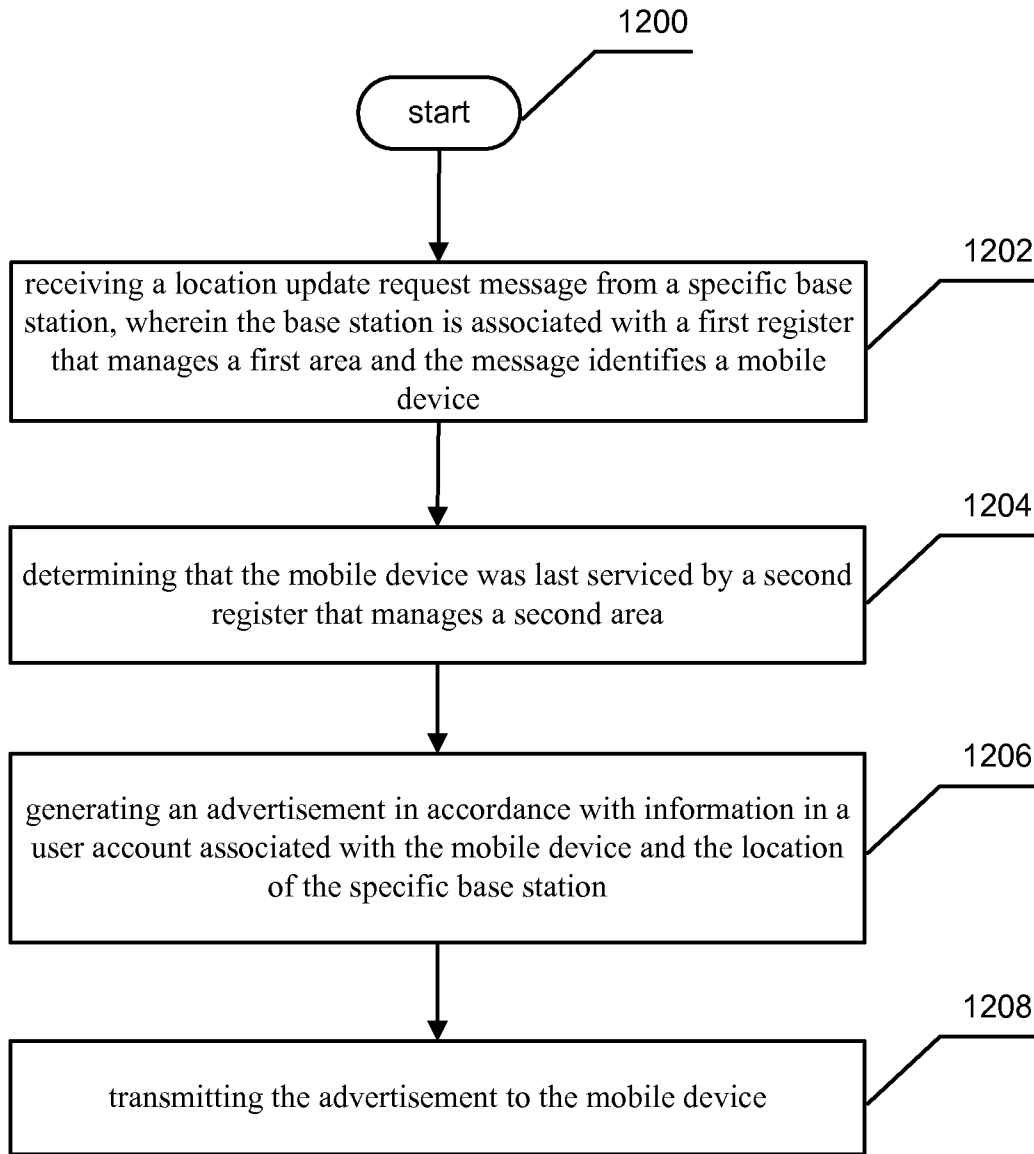 1200
start
1202
receiving a location update request message from a specific base
station, wherein the base station is associated with a first register
that manages a first area and the message identifies a mobile
device
1204
determining that the mobile device was last serviced by a second
register that manages a second area
1206
generating an advertisement in accordance with information in a
user account associated with the mobile device and the location
of the specific base station
1208
transmitting the advertisement to the mobile device